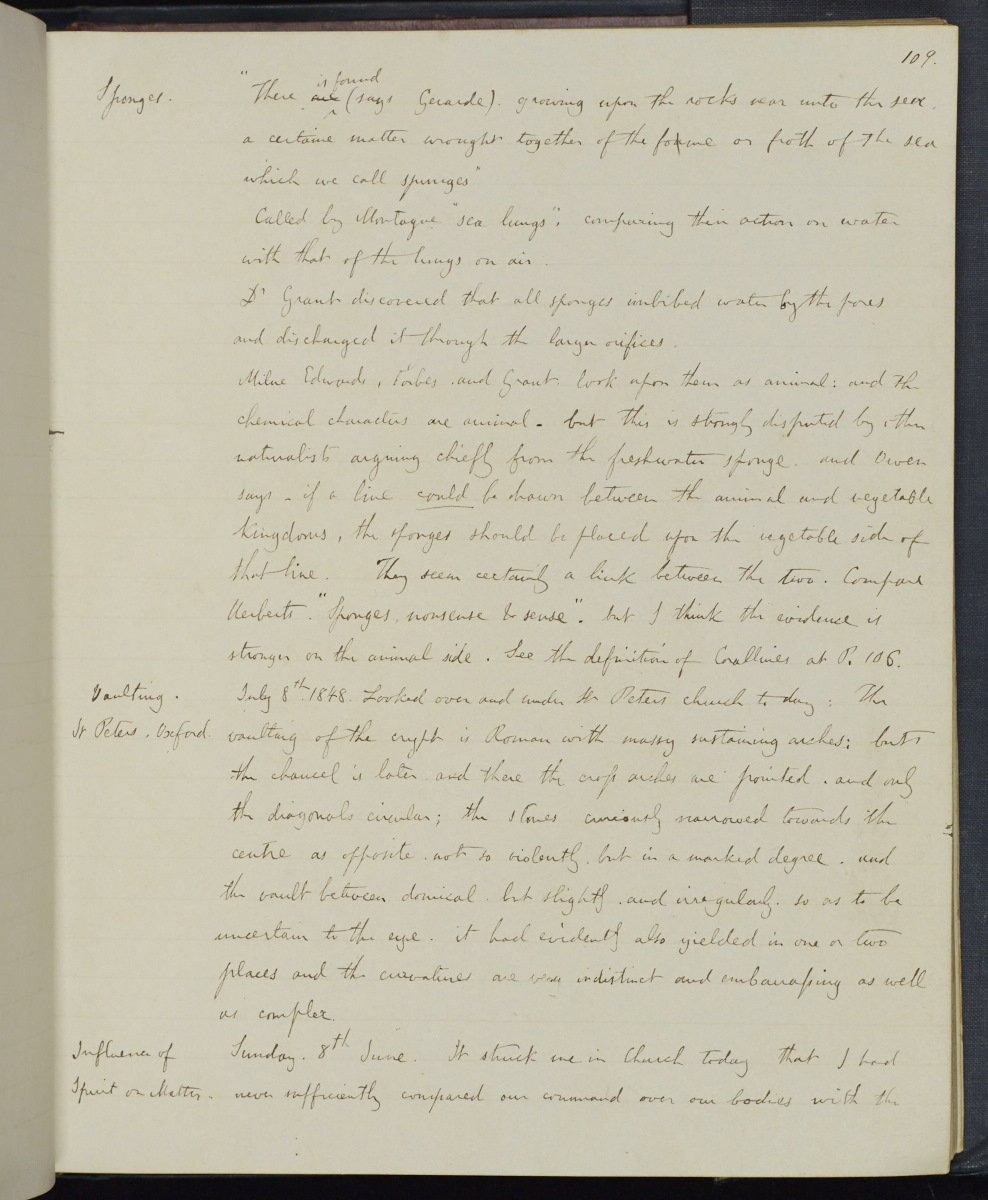 109.
Sponges.
is found
"There are (says Gerarde). growing upon the rocks near unto the sea.
a certaine matter wrought together of the foame or froth of the sea
which we call spunges"
Called by Montague "sea lungs", comparing their action on water
with that of the lungs on air.
Dr Grant discovered that all sponges imbibed water by the pores
and discharged it through the larger orifices.
Milne Edwards, Forbes and Grant look upon them as animal: and the
chemical characters are animal - but this is strongly disputed by other
naturalists arguing chiefly from the freshwater sponge. and Owen
says - if a line could be drawn between the animal and vegetable
Kingdoms, the sponges should be placed upon the vegetable side of
that line. They seem certainly a link between the two. Compare
Herberts "Sponges, nonsense & sense". but I think the evidence is
stronger on the animal side. See the definition of Corallines at P. 106.
Vaulting.
St Peters, Oxford.
July 8th 1848. Looked over and under St Peters church to day: The
vaulting of the crypt is Roman with massy sustaining arches; but
the chancel is later and there the cross arches are pointed. and only
the diagonals circular; the stones curiously narrowed towards the
centre as opposite. not so violently. but in a marked degree. and
the vault between domical but slightly. and irregularly. so as to be
uncertain to the eye. it had evidently also yielded in one or two
places and the curvatures are indistinct and embarrassing as well
as complex.
Influence of
Spirit on Matter.
Sunday. 8th June. It struck me in Church today that I had
never sufficiently compared our command over our bodies with the